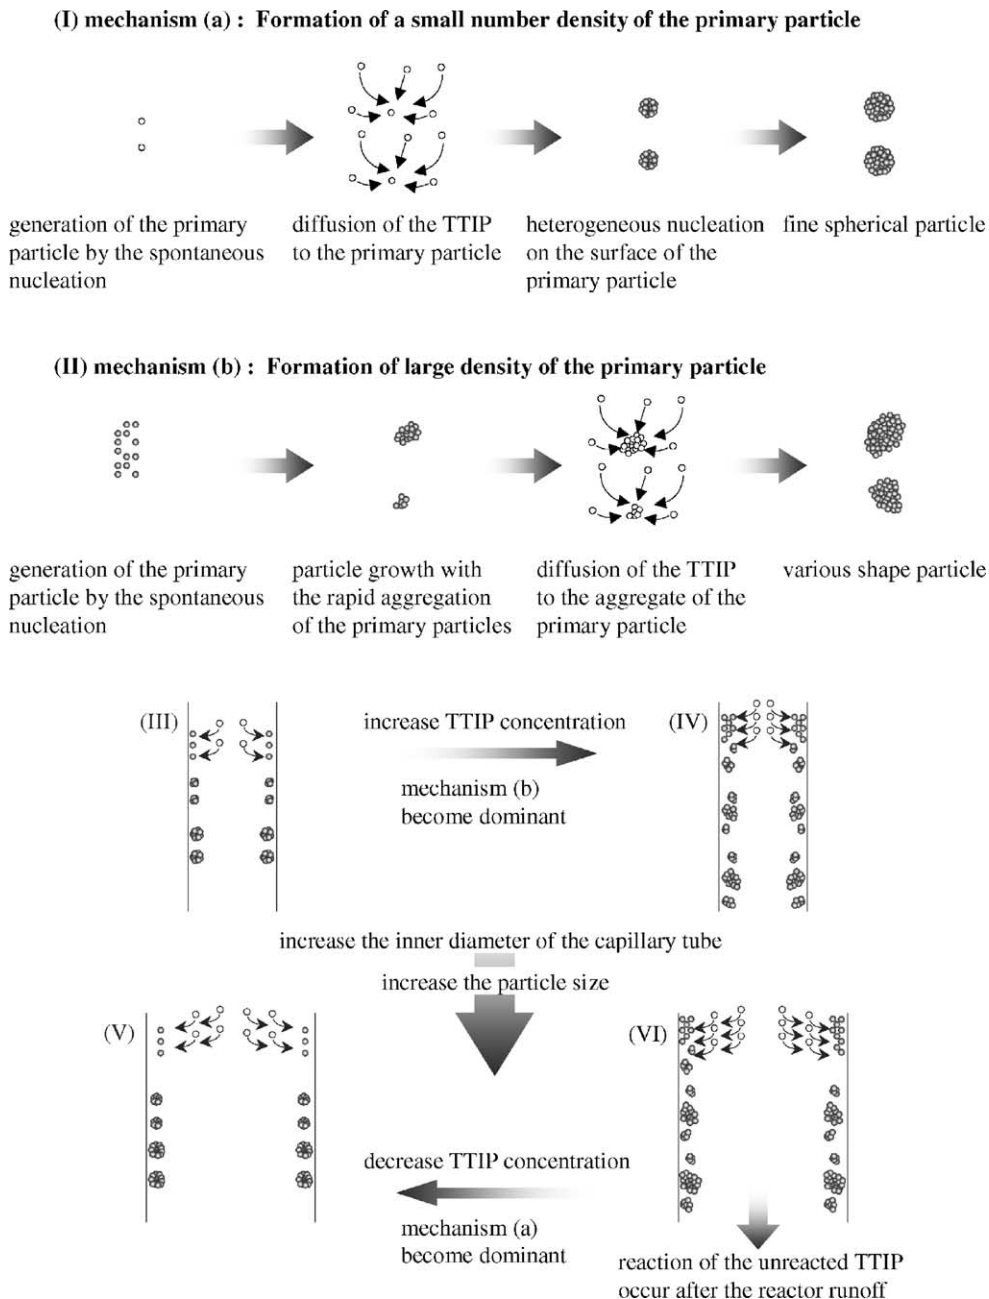 (I) mechanism (a) : Formation of a small number density of the primary particle
generation of the primary
particle by the spontaneous
nucleation
diffusion of the TTIP
to the primary particle
heterogeneous nucleation
on the surface of the
primary particle
fine spherical particle
(II) mechanism (b) : Formation of large density of the primary particle
generation of the primary
particle by the spontaneous
nucleation
particle growth with
the rapid aggregation
of the primary particles
diffusion of the TTIP
to the aggregate of the
primary particle
various shape particle
(III)
increase TTIP concentration
mechanism (b)
become dominant
(IV)
increase the inner diameter of the capillary tube
increase the particle size
(V)
(VI)
decrease TTIP concentration
mechanism (a)
become dominant
reaction of the unreacted TTIP
occur after the reactor runoff